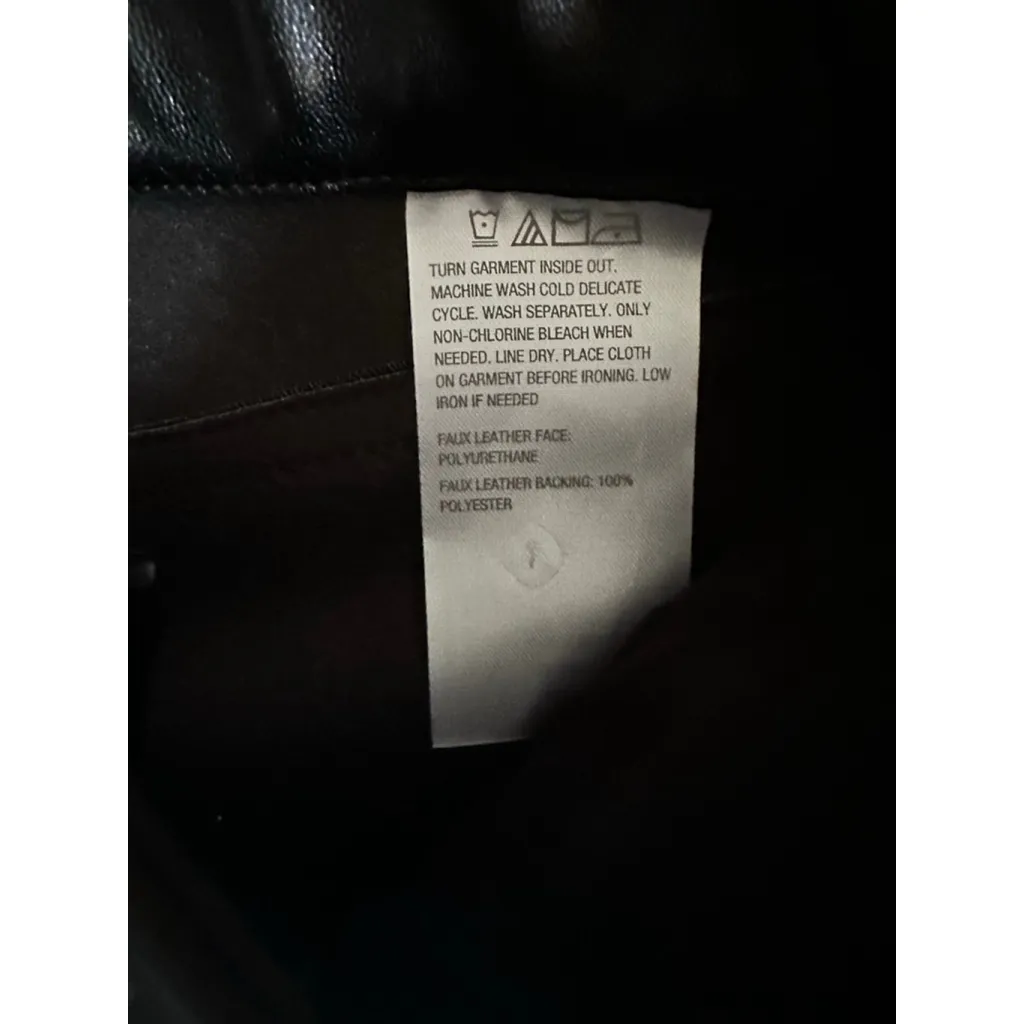 TURN GARMENT INSIDE OUT.
MACHINE WASH COLD DELICATE
CYCLE. WASH SEPARATELY. ONLY
NON-CHLORINE BLEACH WHEN
NEEDED. LINE DRY. PLACE CLOTH
ON GARMENT BEFORE IRONING. LOW
IRON IF NEEDED
FAUX LEATHER FACE:
POLYURETHANE
FAUX LEATHER BACKING: 100%
POLYESTER